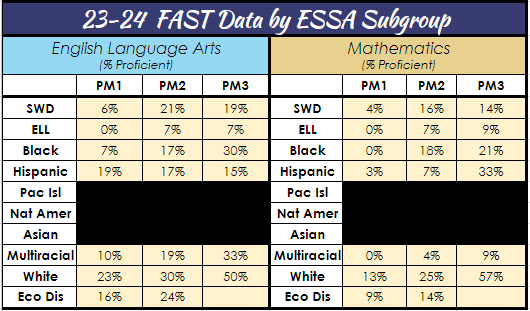 23-24 FAST Data by ESSA Subgroup
English Language Arts Mathematics
(% Proficient) (% Proficient)
PM1 PM2 PM3 PM1 PM2 PM3
SWD 6% 21% 19% SWD 4% 16% 14%
ELL 0% 7% 7% ELL 0% 7% 9%
Black 7% 17% 30% Black 0% 18% 21%
Hispanic 19% 17% 15% Hispanic 3% 7% 33%
Pac Isl Pac Isl
Nat Amer Nat Amer
Asian Asian
Multiracial 10% 19% 33% Multiracial 0% 4% 9%
White 23% 30% 50% White 13% 25% 57%
Eco Dis 16% 24% Eco Dis 9% 14%